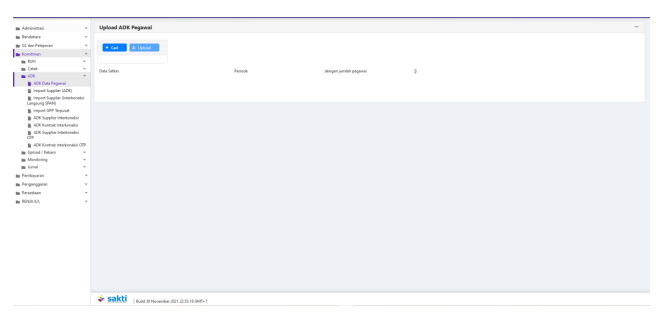 Administrasi
Bendahara
GL dan Pelaporan
Komitmen
RUH
Cetak
ADK
ADK Data Pegawai
Import Supplier (ADK)
Import Supplier (Interkoneksi
Langsung SPAN)
Import GPP Terpusat
ADK Supplier Interkoneksi
ADK Kontrak Interkoneksi
ADK Supplier Interkoneksi
OTP
ADK Kontrak Interkoneksi OTP
Upload / Rekam
Monitoring
Jurnal
Pembayaran
Penganggaran
Persediaan
RENJA K/L
Upload ADK Pegawai
+ Cari Upload
Data Satker Periode dengan jumlah pegawai 0
sakti Build 30 November 2021 22:35:18 GMT+7